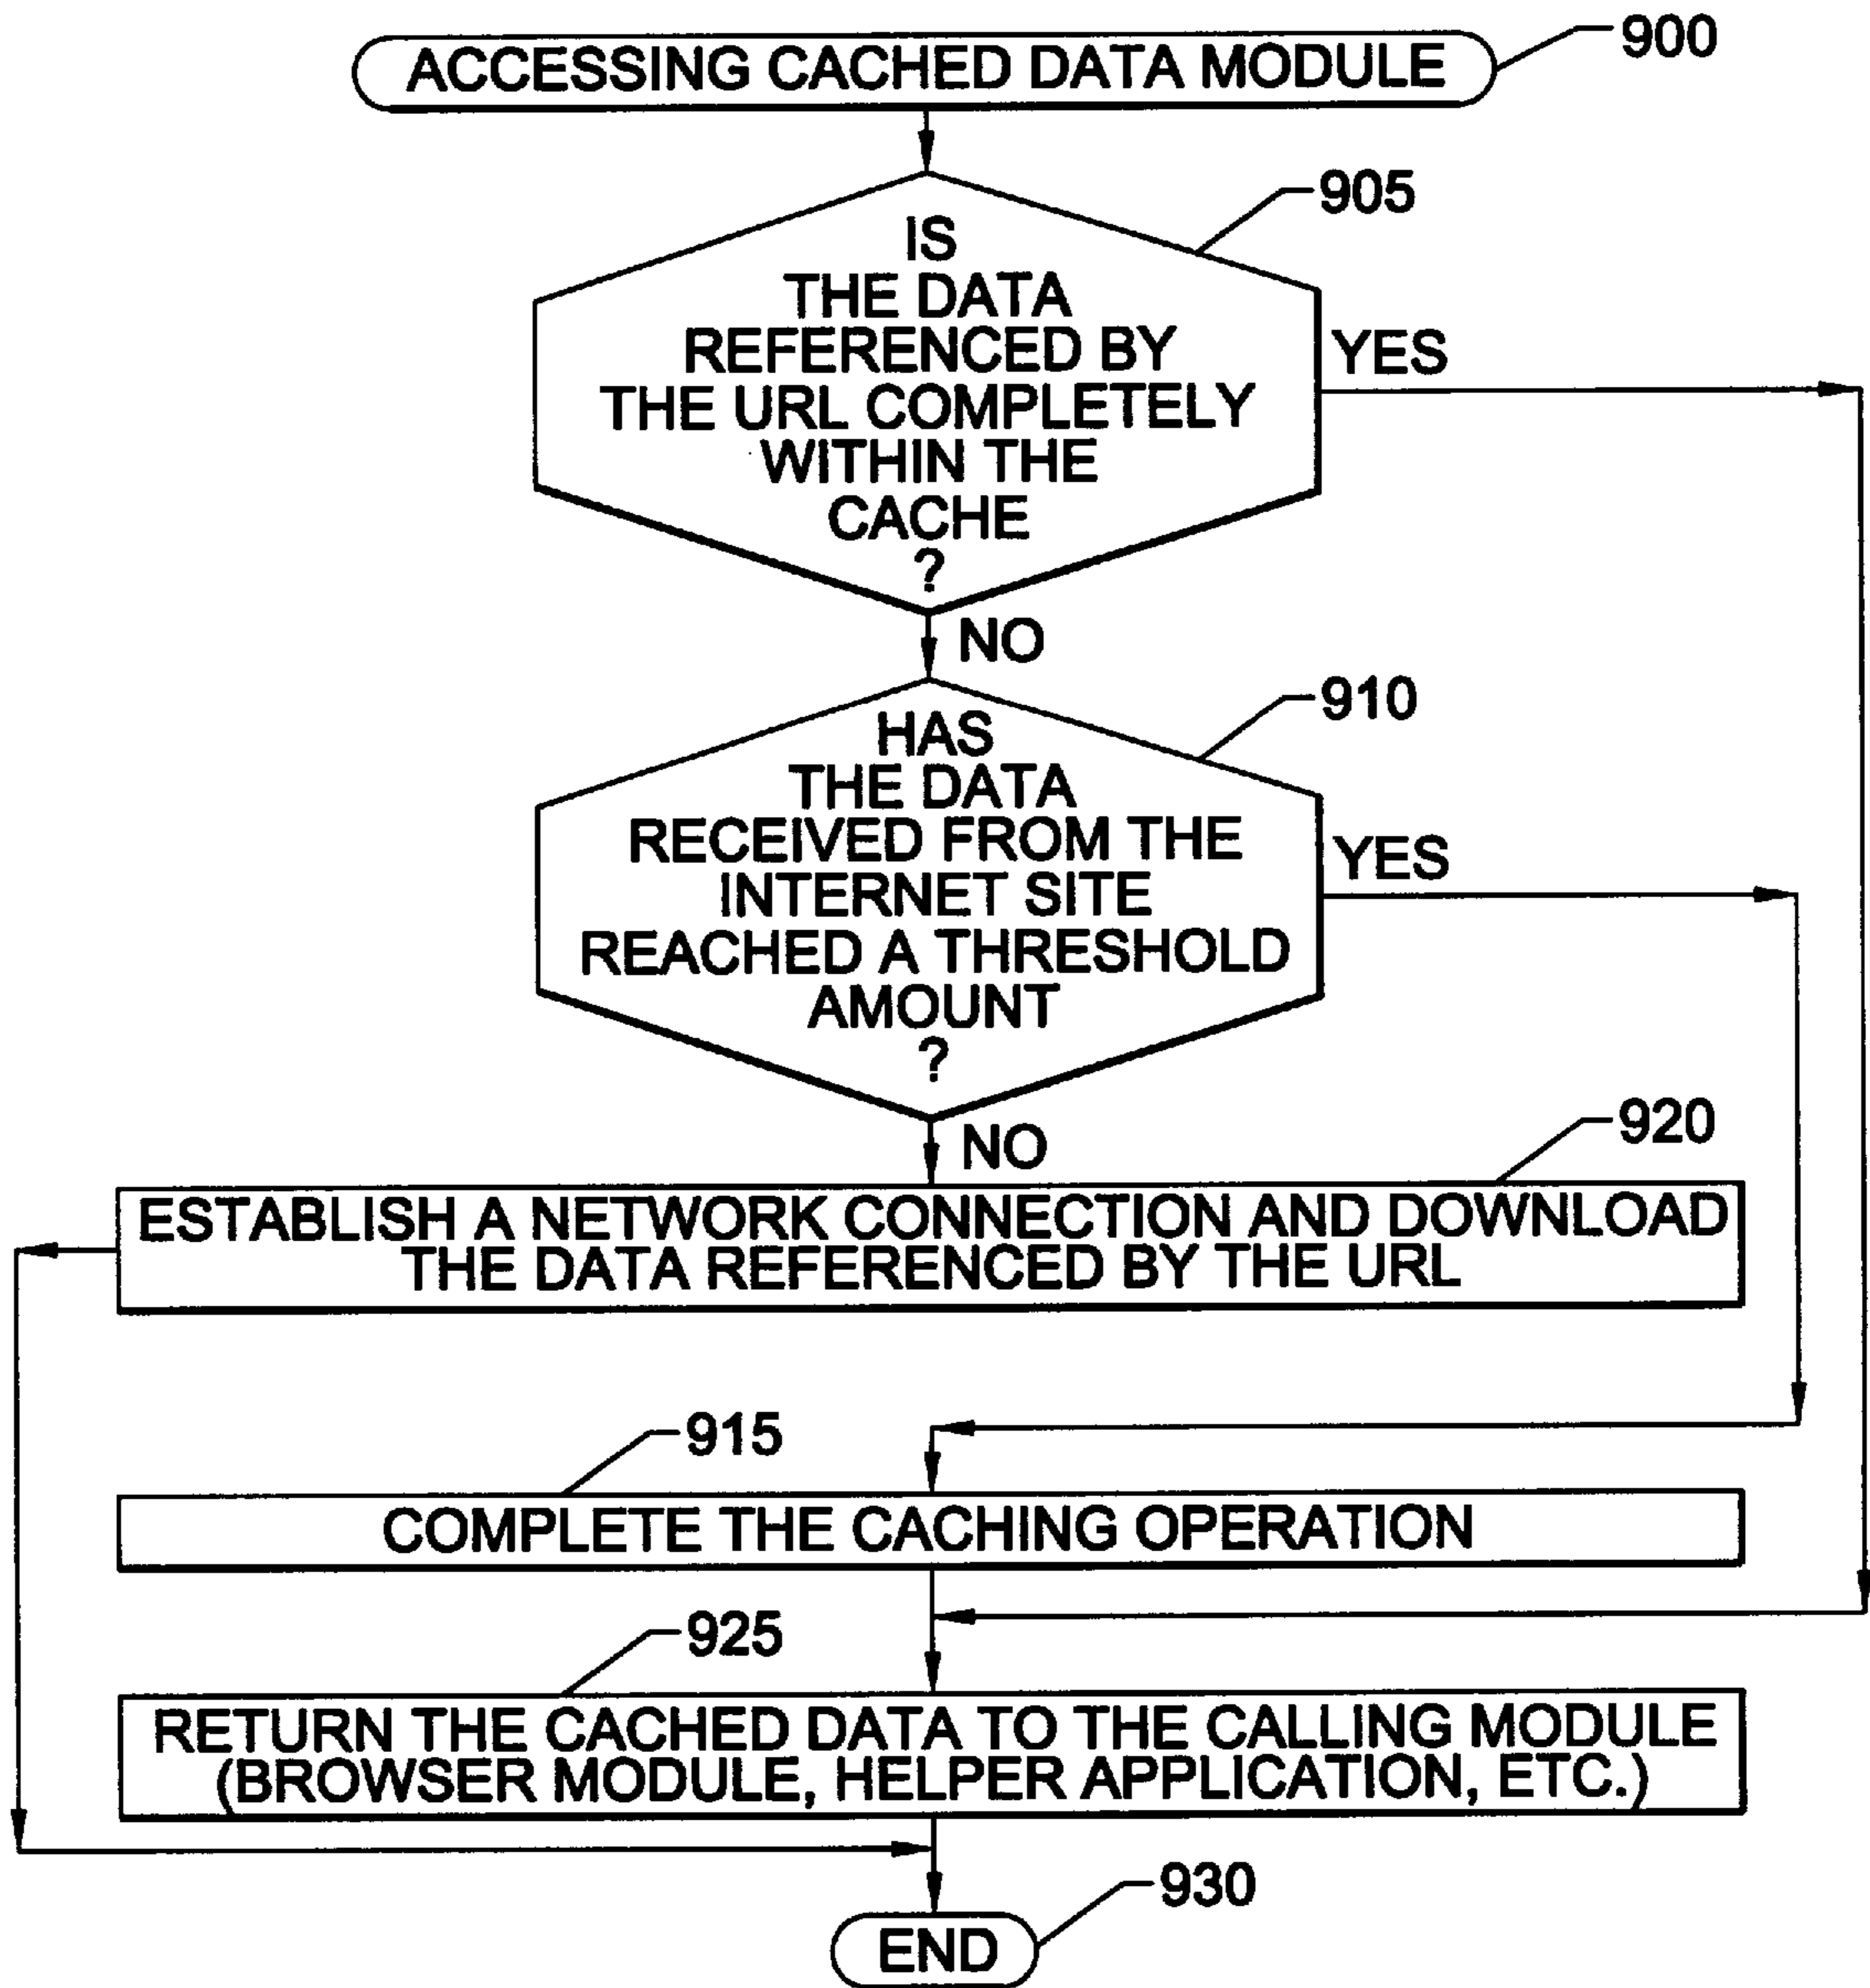 ACCESSING CACHED DATA MODULE
900
905
IS
THE DATA
REFERENCED BY
THE URL COMPLETELY
WITHIN THE
CACHE
?
YES
NO
910
HAS
THE DATA
RECEIVED FROM THE
INTERNET SITE
REACHED A THRESHOLD
AMOUNT
?
YES
NO
920
ESTABLISH A NETWORK CONNECTION AND DOWNLOAD
THE DATA REFERENCED BY THE URL
915
COMPLETE THE CACHING OPERATION
925
RETURN THE CACHED DATA TO THE CALLING MODULE
(BROWSER MODULE, HELPER APPLICATION, ETC.)
930
END